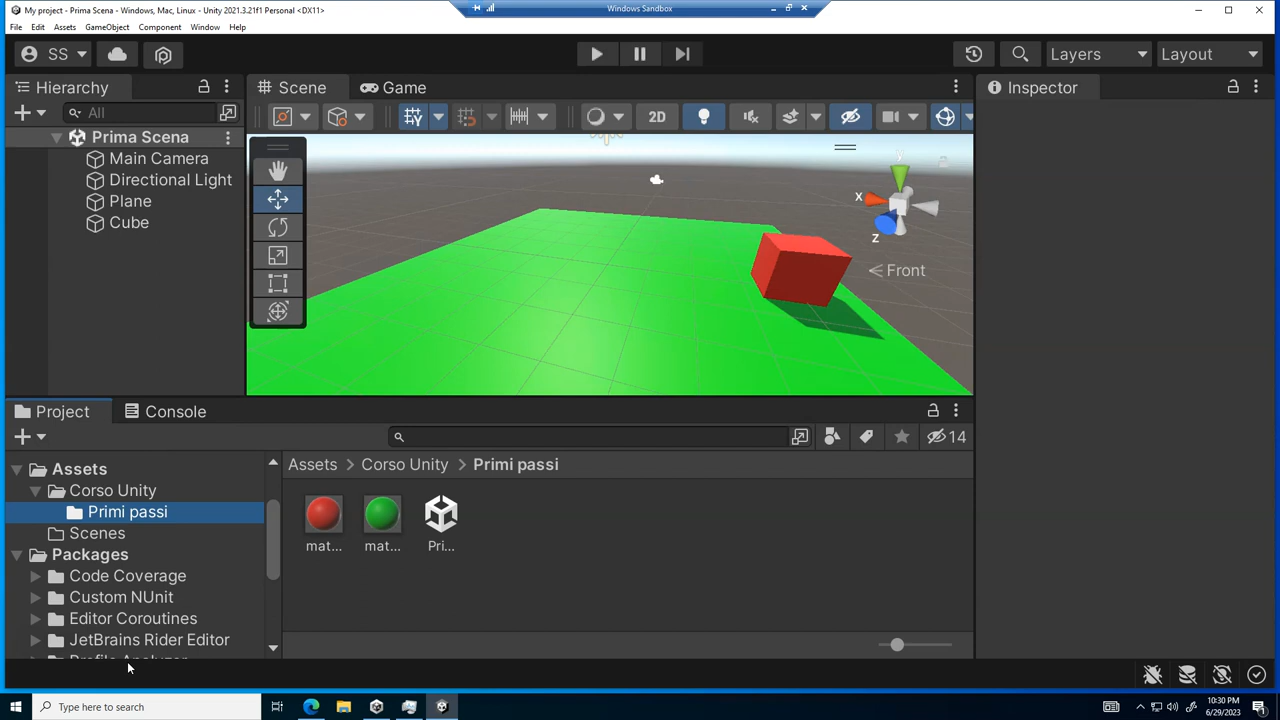 My project - Prima Scena - Windows, Mac, Linux - Unity 2021.3.21f1 Personal <DX11>
Windows Sandbox
File Edit Assets GameObject Component Window Help
SS
Layers
Layout
Hierarchy
Scene
Game
Inspector
All
2D
Prima Scena
Main Camera
Directional Light
Plane
Cube
y
x
z
Front
Project
Console
14
Assets
Corso Unity
Primi passi
Scenes
Packages
Code Coverage
Custom NUnit
Editor Coroutines
JetBrains Rider Editor
Profile Analyzer
Assets > Corso Unity > Primi passi
mat...
mat...
Pri...
Type here to search
10:30 PM
6/29/2023
1